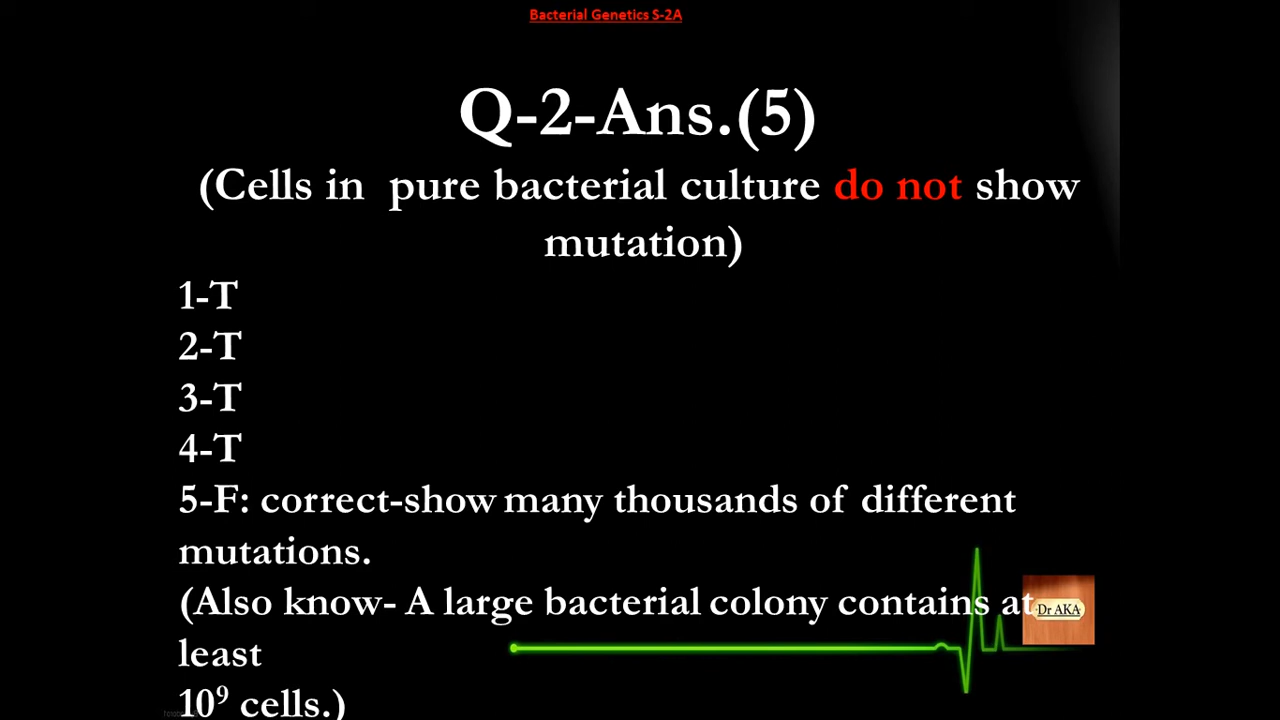 Bacterial Genetics S-2A
Q-2-Ans.(5)
(Cells in pure bacterial culture do not show
mutation)
1-T
2-T
3-T
4-T
5-F: correct-show many thousands of different
mutations.
(Also know- A large bacterial colony contains at
least
10⁹ cells.)
Dr AKA